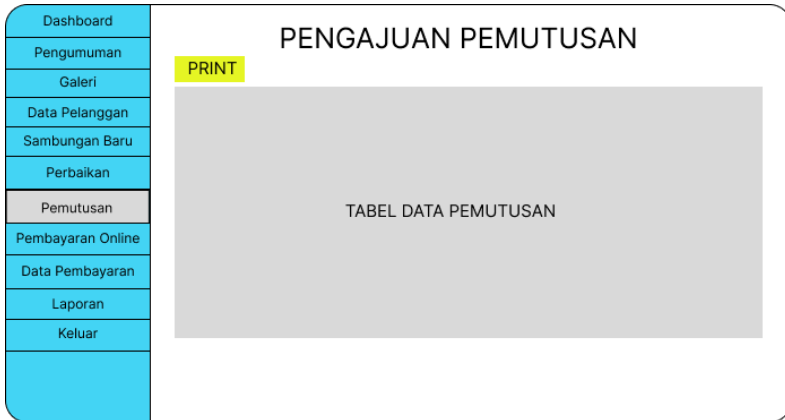 Dashboard
Pengumuman
Galeri
Data Pelanggan
Sambungan Baru
Perbaikan
Pemutusan
Pembayaran Online
Data Pembayaran
Laporan
Keluar
PENGAJUAN PEMUTUSAN
PRINT
TABEL DATA PEMUTUSAN